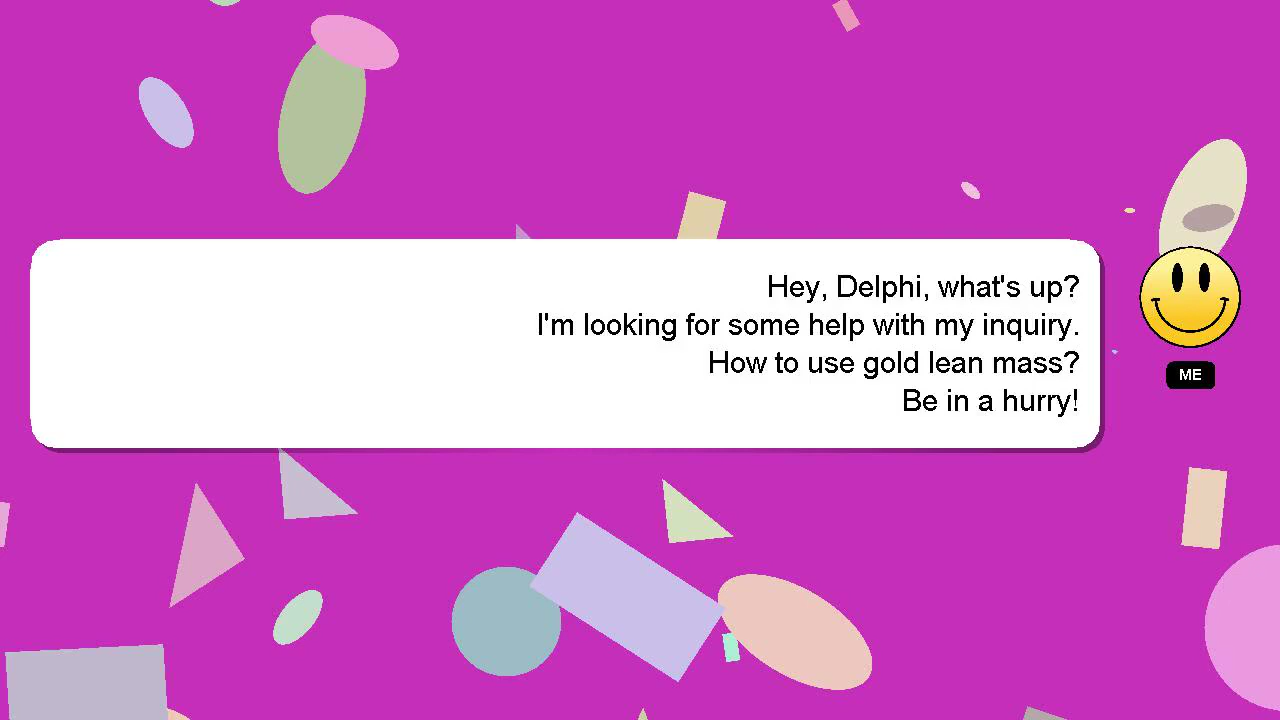 Hey, Delphi, what's up?
I'm looking for some help with my inquiry.
How to use gold lean mass?
Be in a hurry!
ME